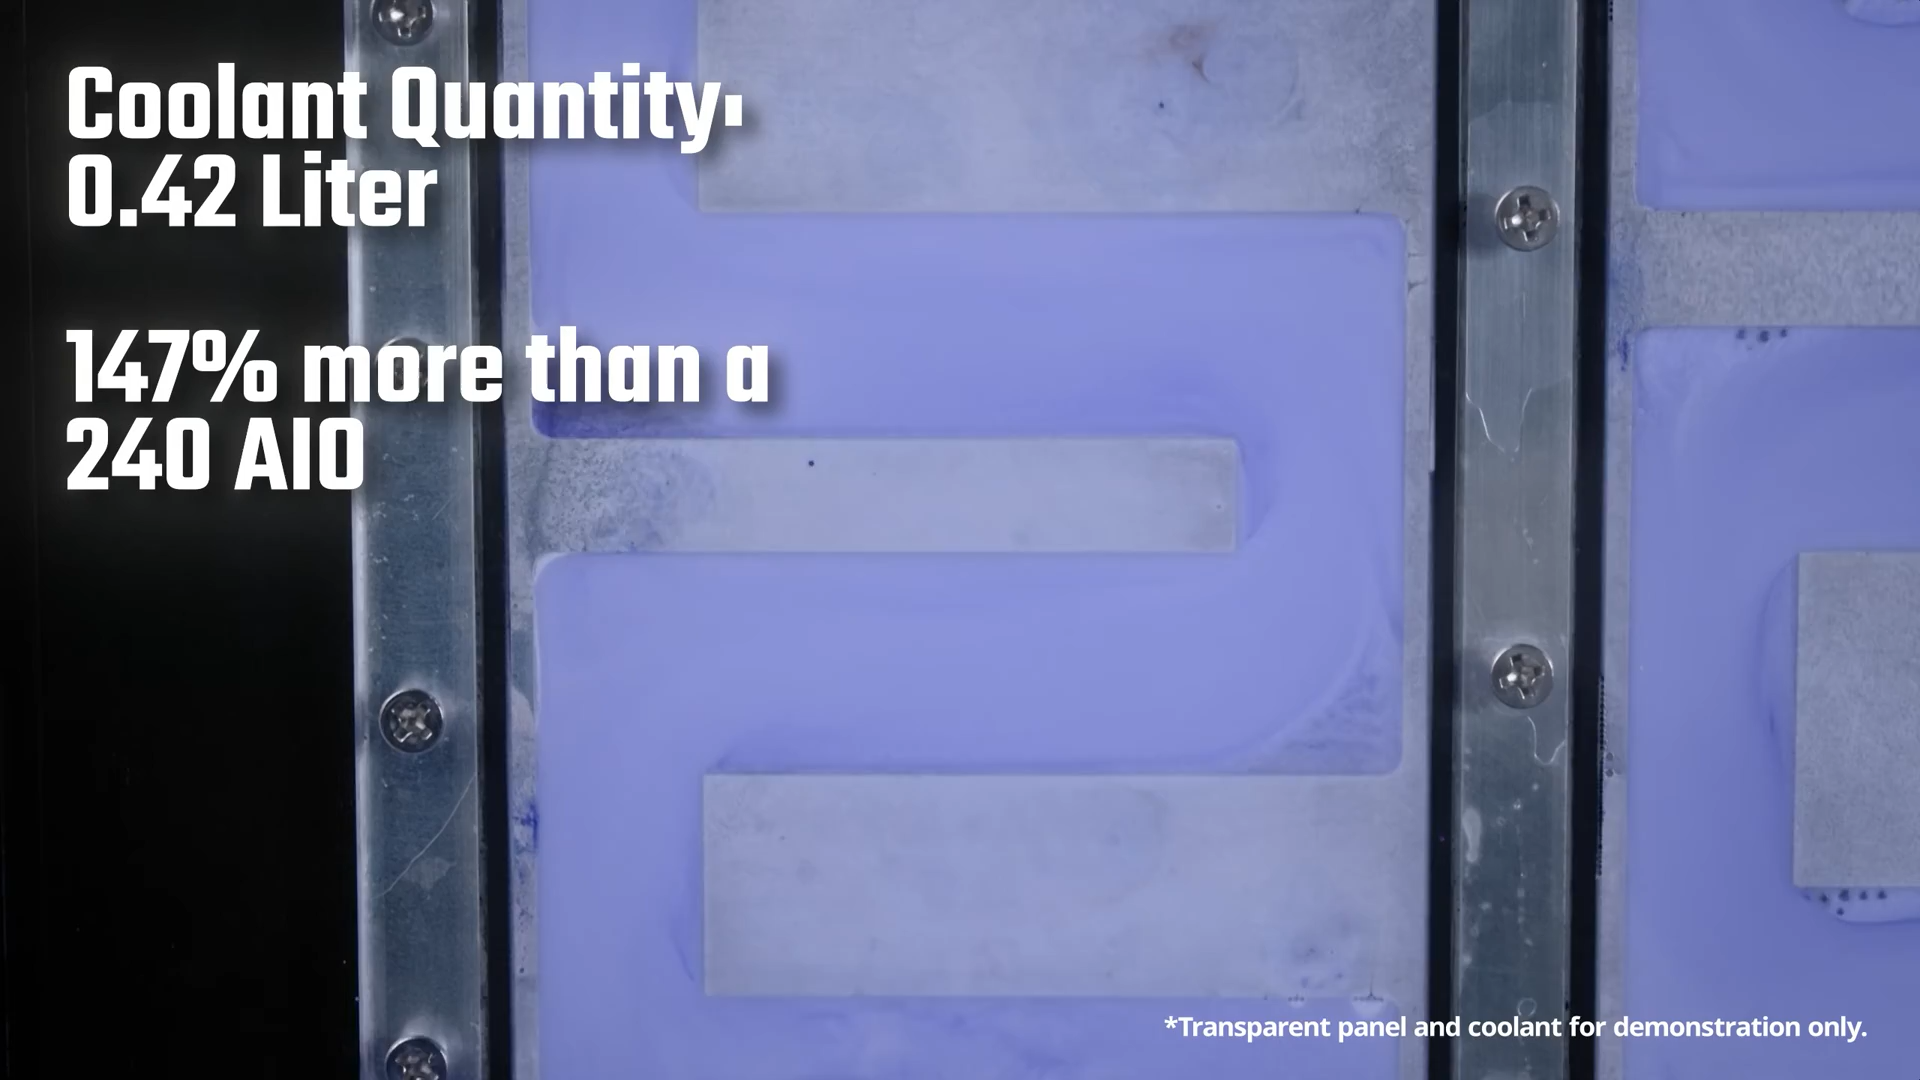 Coolant Quantity:
0.42 Liter
147% more than a
240 AIO
*Transparent panel and coolant for demonstration only.